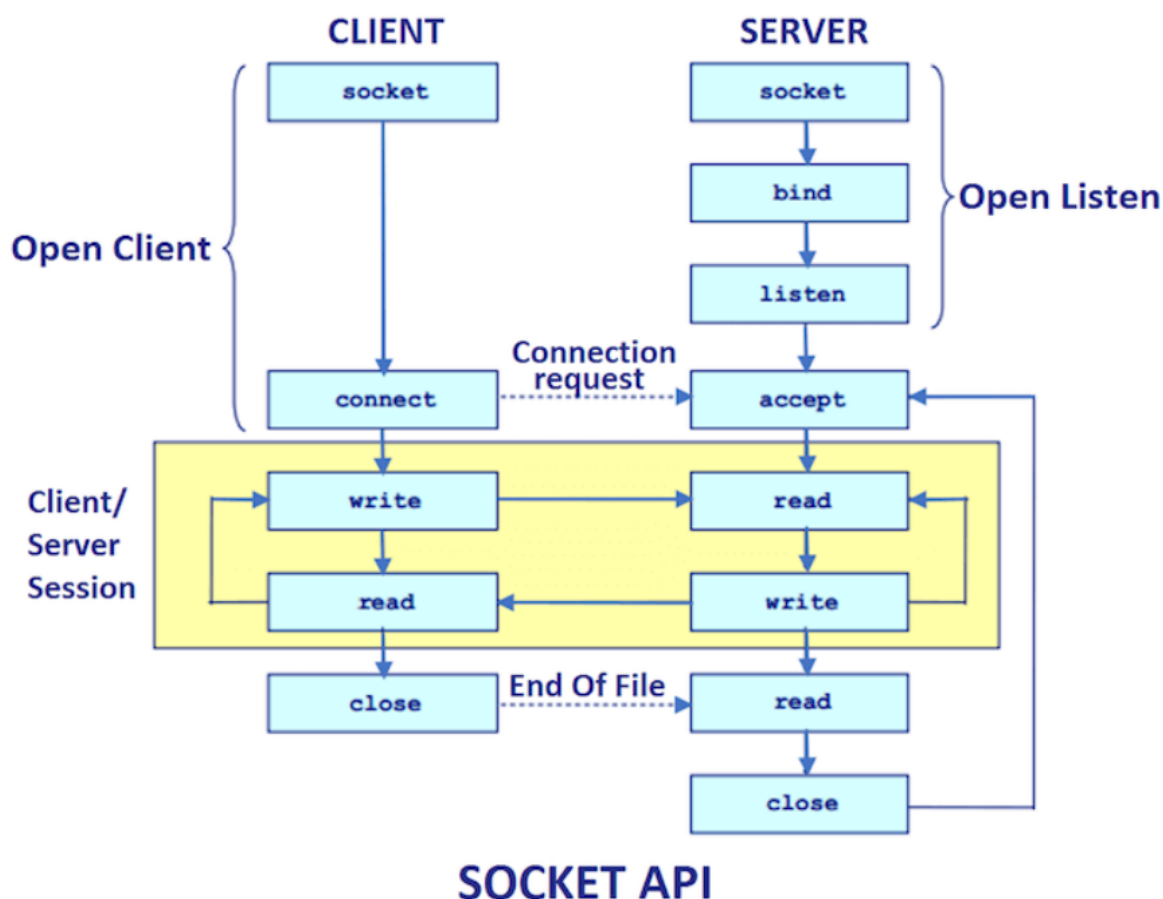 CLIENT
SERVER
socket
socket
bind
Open Client
Open Listen
listen
Connection
request
connect
accept
Client/
Server
Session
write
read
read
write
close
End Of File
read
close
SOCKET API